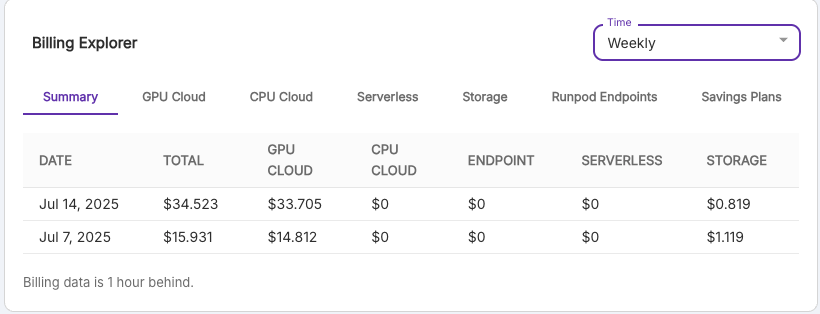 Time
Billing Explorer
Weekly
Summary GPU Cloud CPU Cloud Serverless Storage Runpod Endpoints Savings Plans
DATE TOTAL GPU CLOUD CPU CLOUD ENDPOINT SERVERLESS STORAGE
Jul 14, 2025 $34.523 $33.705 $0 $0 $0 $0.819
Jul 7, 2025 $15.931 $14.812 $0 $0 $0 $1.119
Billing data is 1 hour behind.